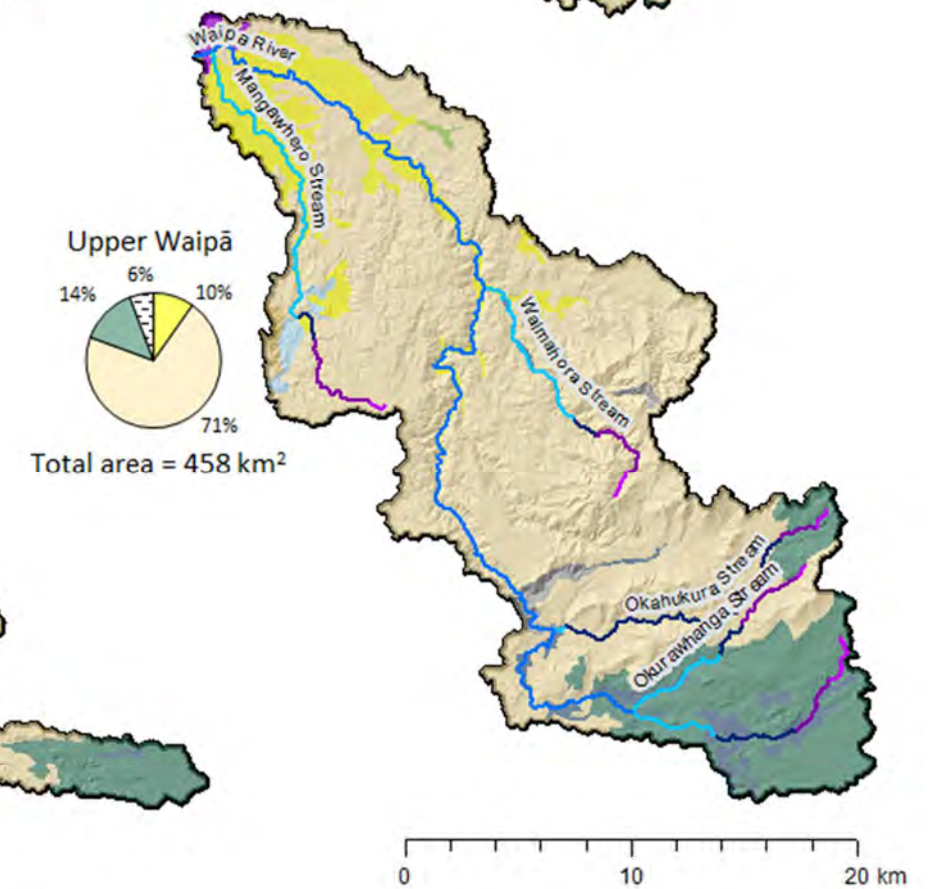 Waipa River
Mangawhero Stream
Upper Waipā
6%
14%
10%
71%
Total area = 458 km²
Waimahora Stream
Okahukura Stream
Okurawhanga Stream
0
10
20 km